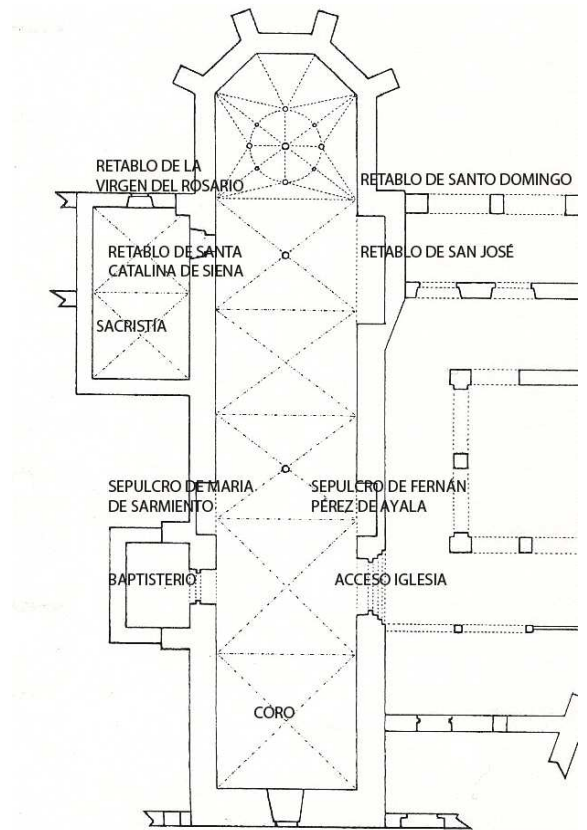 RETABLO DE LA
VIRGEN DEL ROSARIO
RETABLO DE SANTO DOMINGO
RETABLO DE SANTA
CATALINA DE SIENA
RETABLO DE SAN JOSÉ
SACRISTÍA
SEPULCRO DE MARIA
DE SARMIENTO
SEPULCRO DE FERNÁN
PÉREZ DE AYALA
BAPTISTERIO
ACCESO IGLESIA
CORO